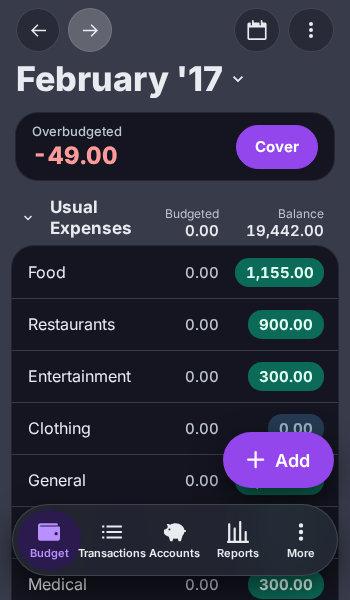 February '17
Overbudgeted
-49.00
Cover
Usual
Expenses
Budgeted
0.00
Balance
19,442.00
Food 0.00 1,155.00
Restaurants 0.00 900.00
Entertainment 0.00 300.00
Clothing 0.00 0.00
Add
General 0.00
Budget Transactions Accounts Reports More
Medical 0.00 300.00